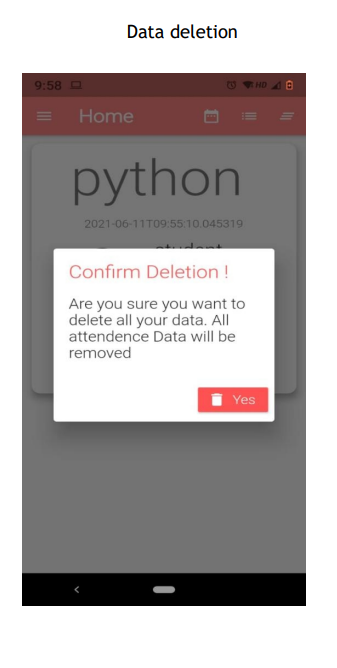 Data deletion
9:58
HD
Home
python
2021-06-11T09:55:10.045319
student
Confirm Deletion !
Are you sure you want to
delete all your data. All
attendence Data will be
removed
Yes